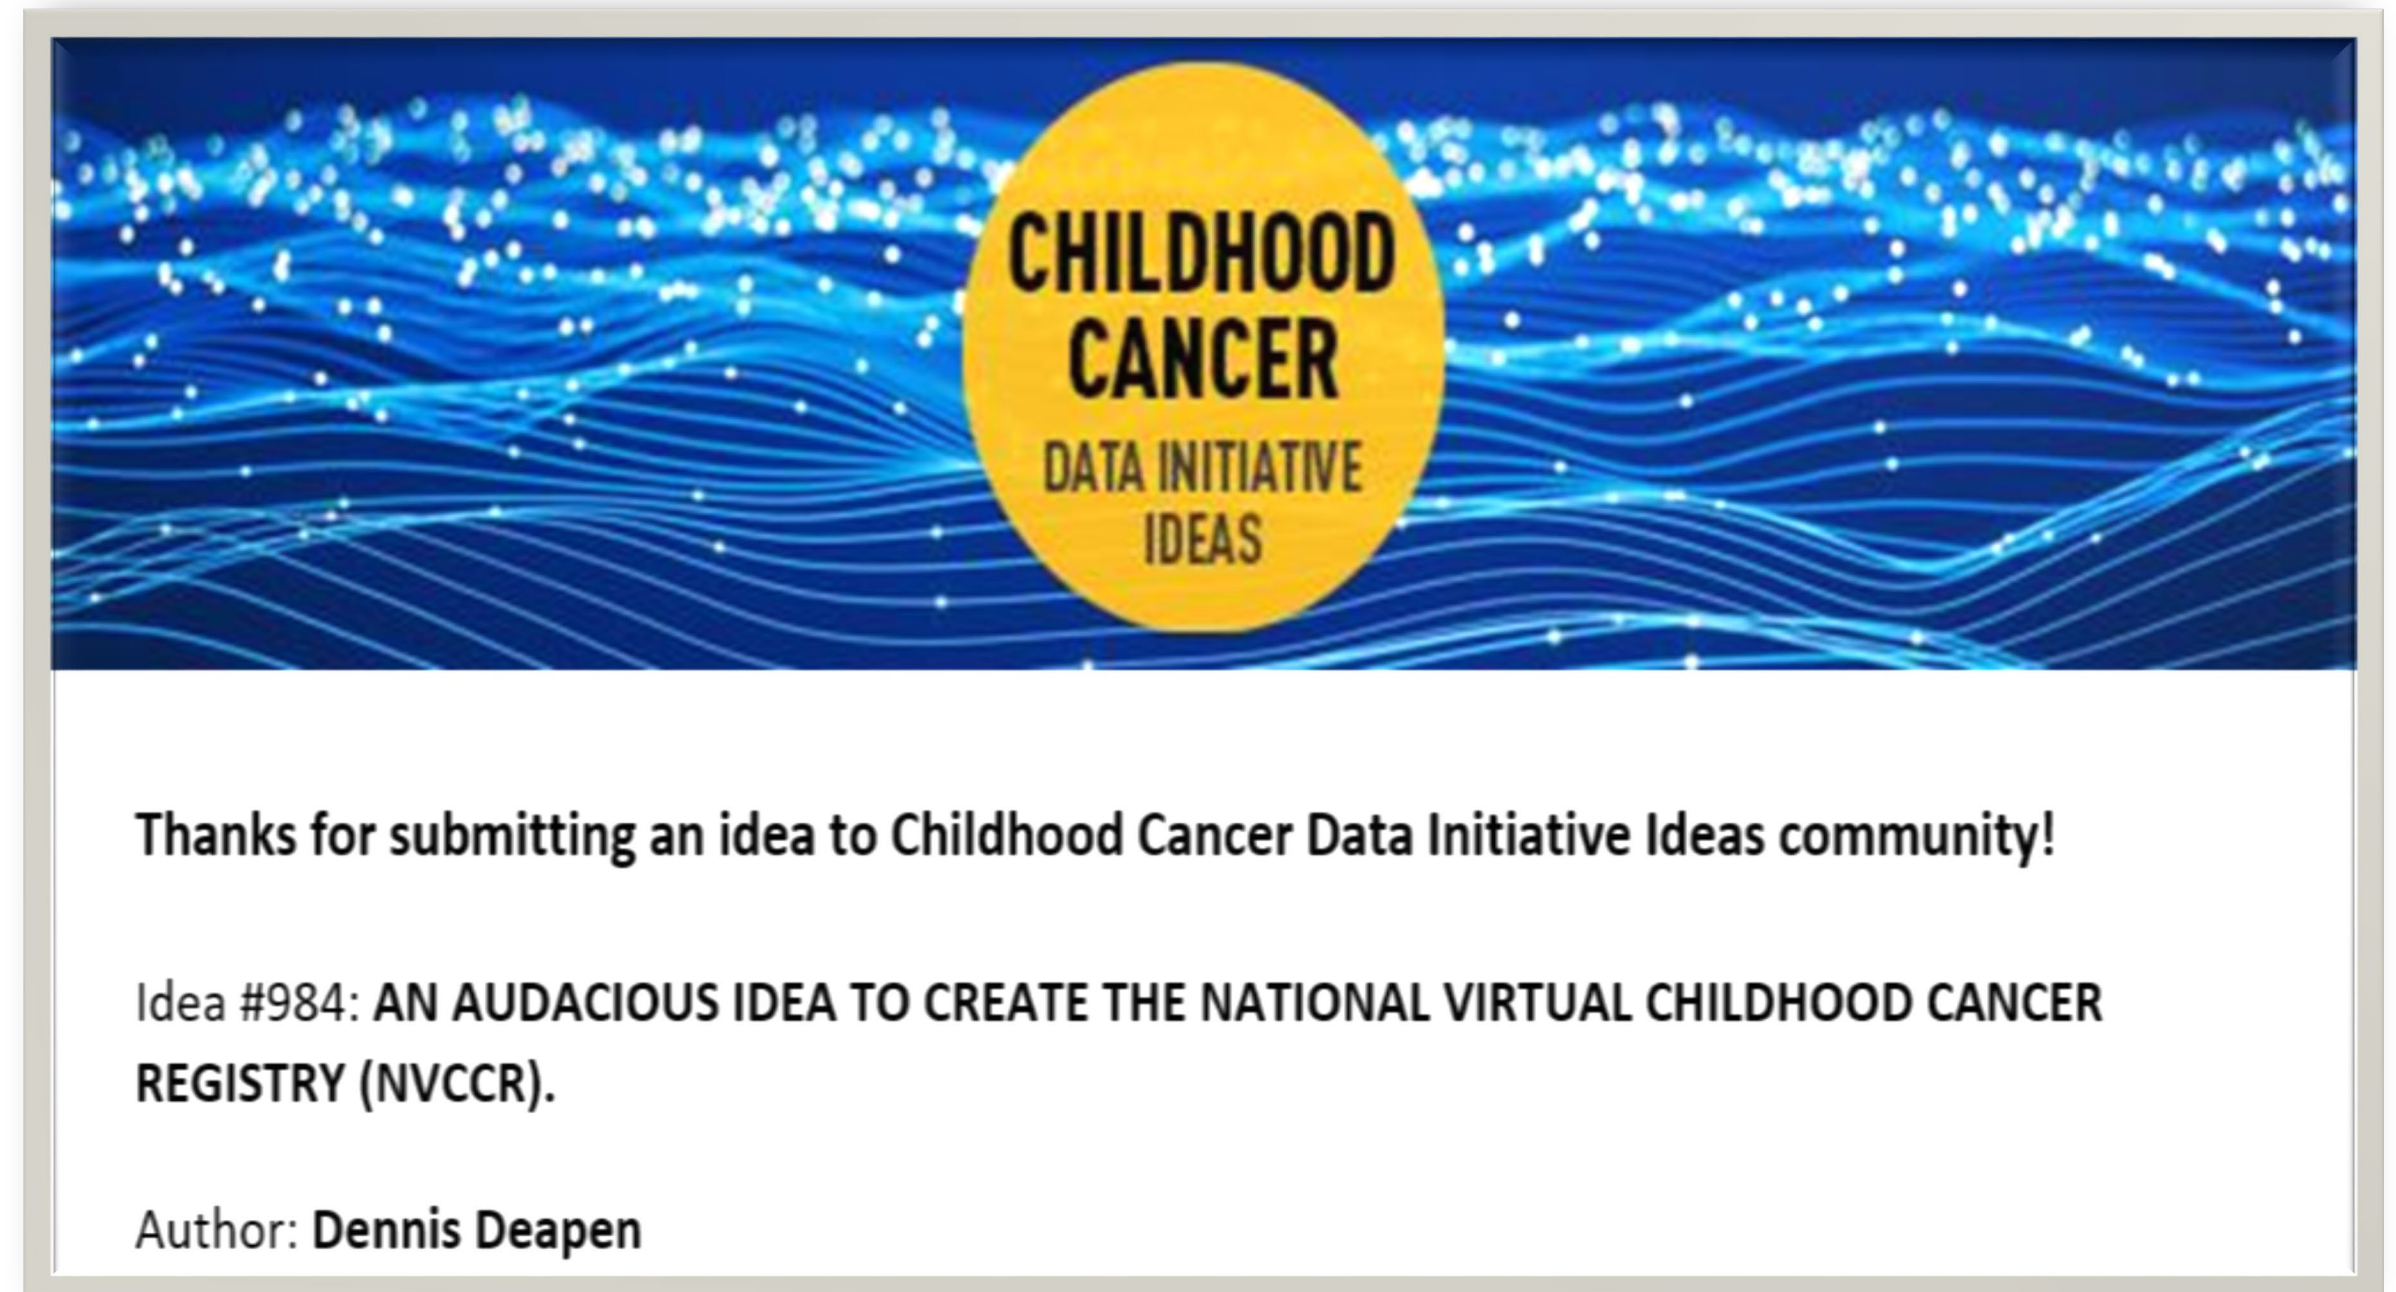 CHILDHOOD
CANCER
DATA INITIATIVE
IDEAS
Thanks for submitting an idea to Childhood Cancer Data Initiative Ideas community!
Idea #984: AN AUDACIOUS IDEA TO CREATE THE NATIONAL VIRTUAL CHILDHOOD CANCER
REGISTRY (NVCCR).
Author: Dennis Deapen